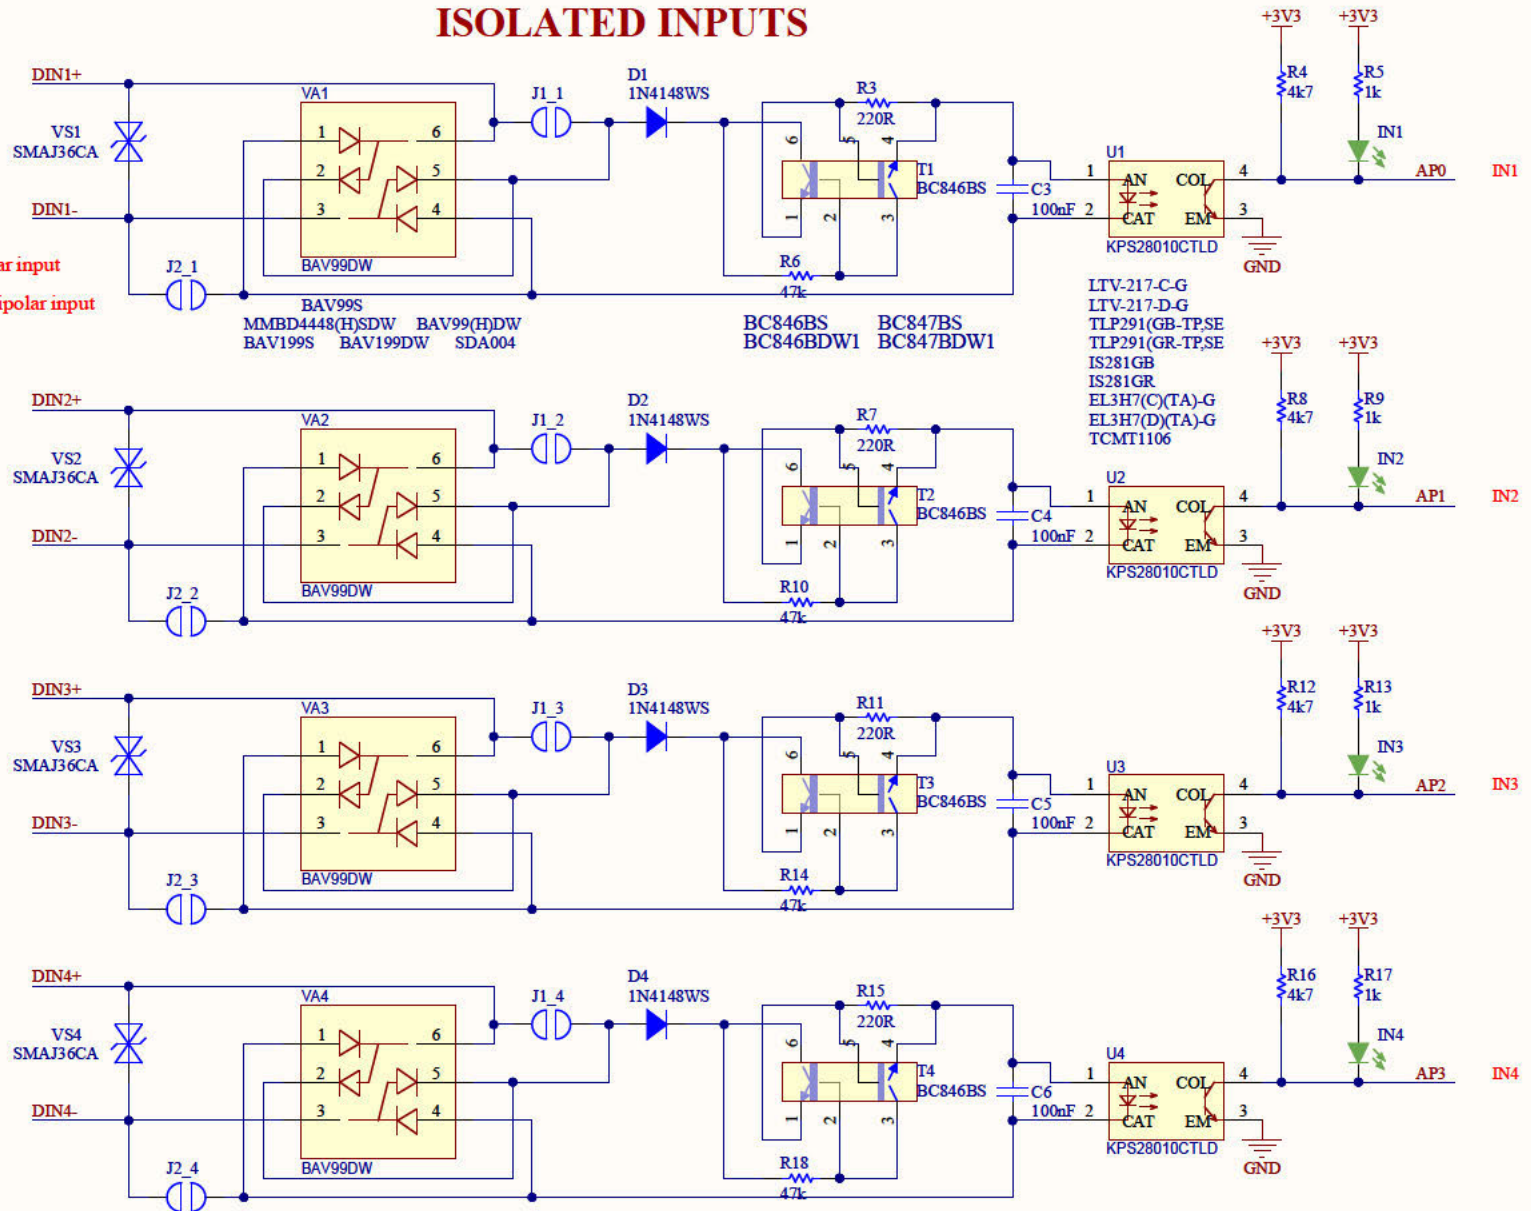 ISOLATED INPUTS
+3V3 +3V3
DIN1+
D1
1N4148WS
J1_1
VA1
R3
220R
R4
4k7
R5
1k
VS1
SMAJ36CA
1 6
2 5
3 4
6 5 4
1 2 3
T1
BC846BS
C3
100nF
U1
1 AN COL 4
2 CAT EM 3
KPS28010CTLD
IN1
AP0 IN1
GND
DIN1-
BAV99DW
J2_1
R6
47k
ar input
ipolar input
BAV99S
MMBD4448(H)SDW BAV99(H)DW
BAV199S BAV199DW SDA004
BC846BS BC847BS
BC846BDW1 BC847BDW1
LTV-217-C-G
LTV-217-D-G
TLP291(GB-TP,SE
TLP291(GR-TP,SE
IS281GB
IS281GR
EL3H7(C)(TA)-G
EL3H7(D)(TA)-G
TCMT1106
+3V3 +3V3
DIN2+
D2
1N4148WS
J1_2
VA2
R7
220R
R8
4k7
R9
1k
VS2
SMAJ36CA
1 6
2 5
3 4
6 5 4
1 2 3
T2
BC846BS
C4
100nF
U2
1 AN COL 4
2 CAT EM 3
KPS28010CTLD
IN2
AP1 IN2
GND
DIN2-
BAV99DW
J2_2
R10
47k
+3V3 +3V3
DIN3+
D3
1N4148WS
J1_3
VA3
R11
220R
R12
4k7
R13
1k
VS3
SMAJ36CA
1 6
2 5
3 4
6 5 4
1 2 3
T3
BC846BS
C5
100nF
U3
1 AN COL 4
2 CAT EM 3
KPS28010CTLD
IN3
AP2 IN3
GND
DIN3-
BAV99DW
J2_3
R14
47k
+3V3 +3V3
DIN4+
D4
1N4148WS
J1_4
VA4
R15
220R
R16
4k7
R17
1k
VS4
SMAJ36CA
1 6
2 5
3 4
6 5 4
1 2 3
T4
BC846BS
C6
100nF
U4
1 AN COL 4
2 CAT EM 3
KPS28010CTLD
IN4
AP3 IN4
GND
DIN4-
BAV99DW
J2_4
R18
47k